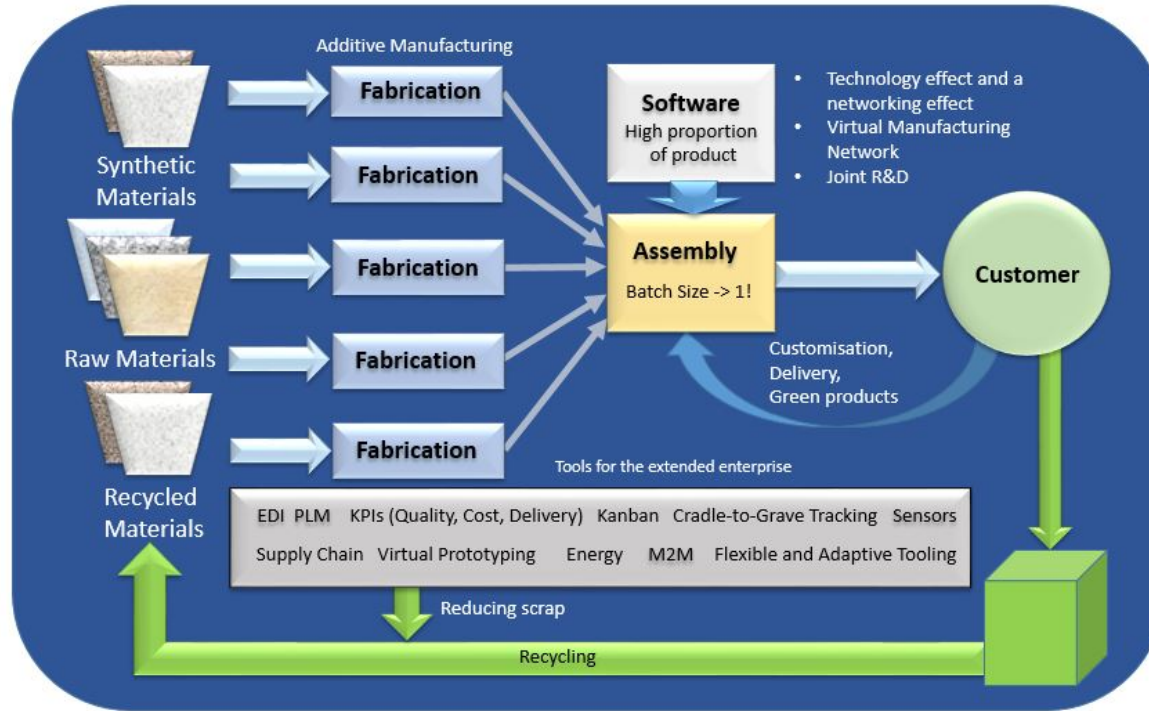 Additive Manufacturing
Fabrication
Fabrication
Fabrication
Fabrication
Fabrication
Synthetic
Materials
Raw Materials
Recycled
Materials
Software
High proportion
of product
• Technology effect and a
networking effect
• Virtual Manufacturing
Network
• Joint R&D
Assembly
Batch Size -> 1!
Customer
Customisation,
Delivery,
Green products
Tools for the extended enterprise
EDI PLM KPIs (Quality, Cost, Delivery) Kanban Cradle-to-Grave Tracking Sensors
Supply Chain Virtual Prototyping Energy M2M Flexible and Adaptive Tooling
Reducing scrap
Recycling